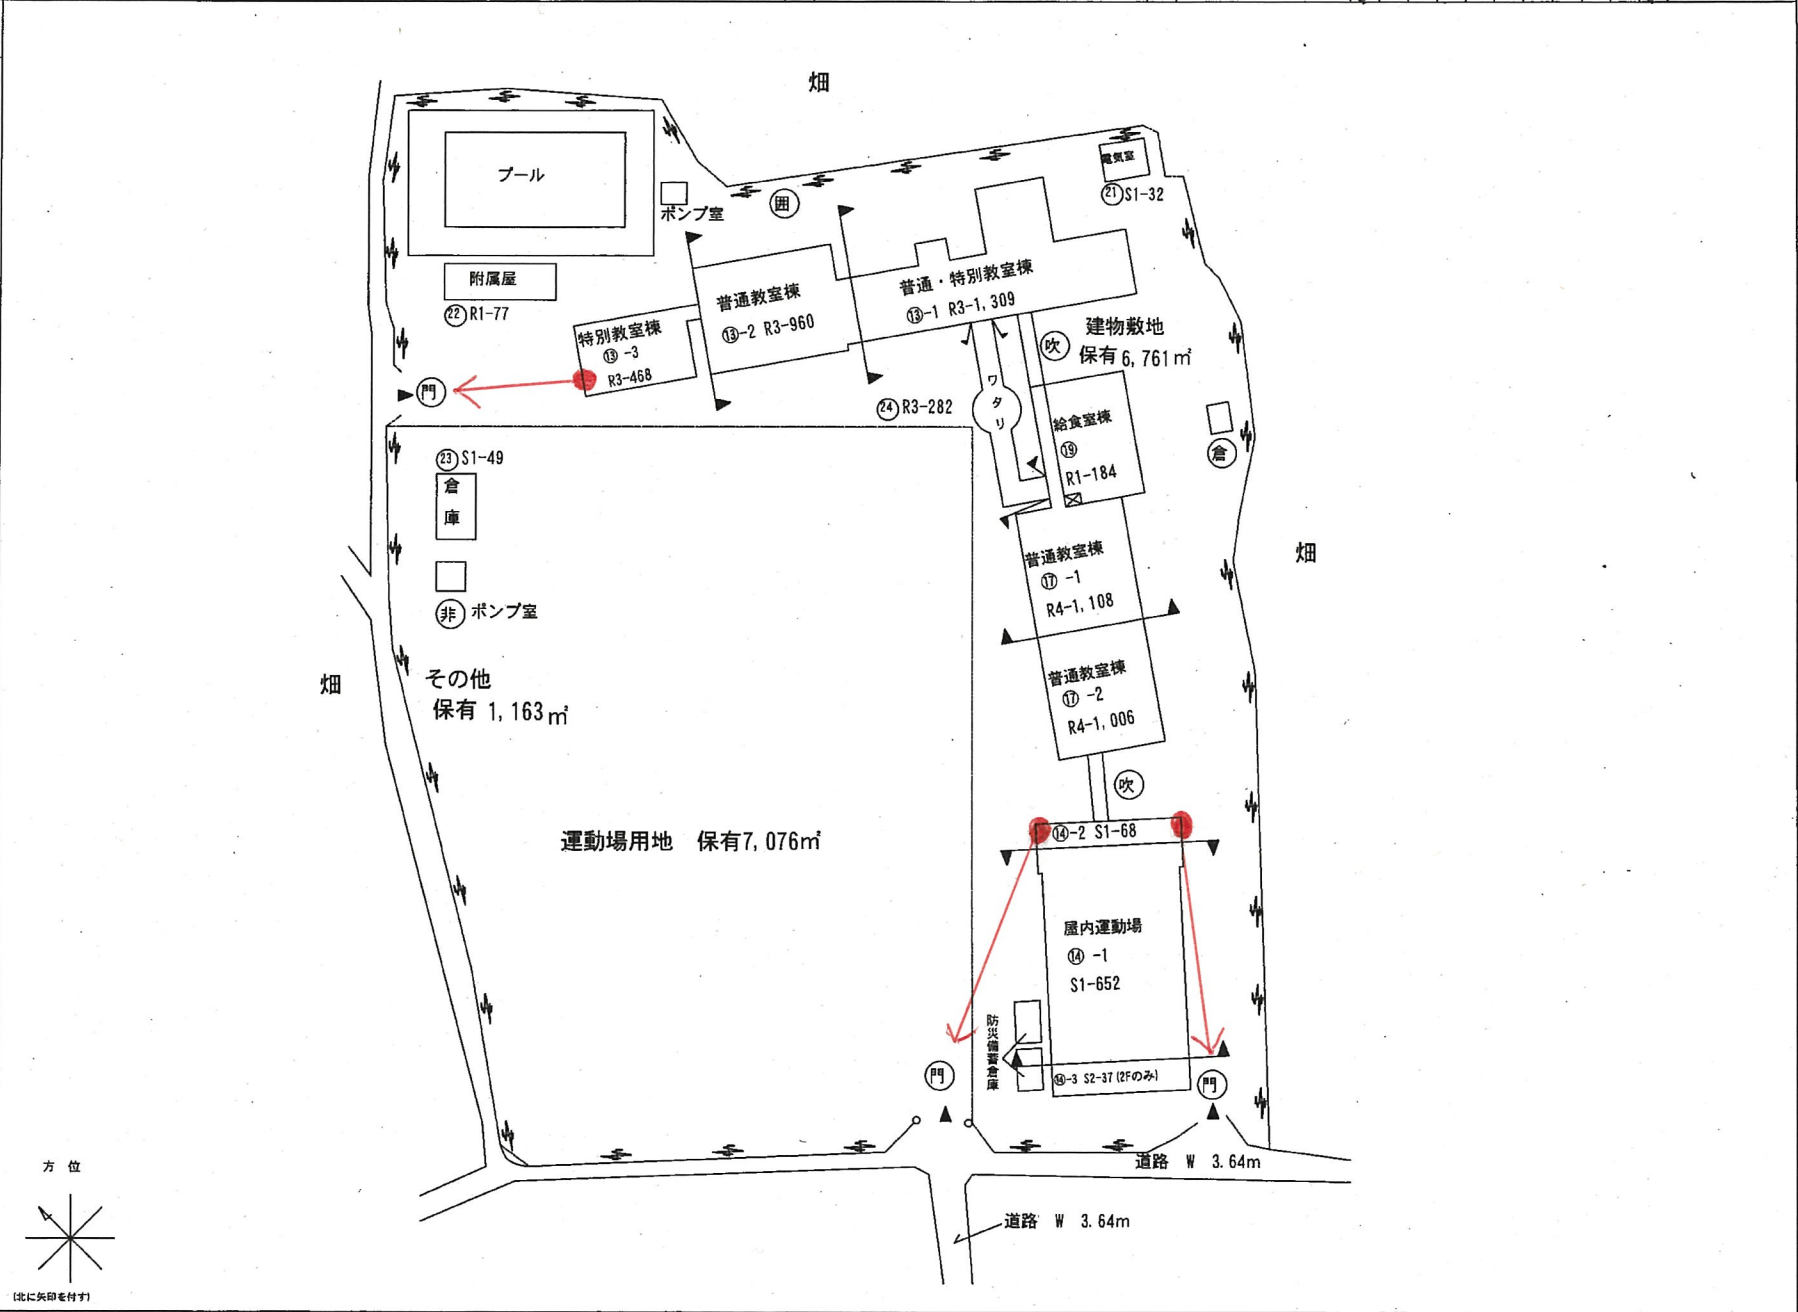 畑
プール
ポンプ室
囲
電気室
㉑S1-32
附属屋
㉒R1-77
普通教室棟
⑬-2 R3-960
普通・特別教室棟
⑬-1 R3-1,309
特別教室棟
⑬-3
R3-468
門
吹
建物敷地
保有6,761㎡
㉔R3-282
ワタリ
給食室棟
⑲
R1-184
倉
㉓S1-49
倉庫
非 ポンプ室
普通教室棟
⑰-1
R4-1,108
畑
普通教室棟
⑰-2
R4-1,006
畑
その他
保有 1,163㎡
吹
運動場用地 保有7,076㎡
⑭-2 S1-68
屋内運動場
⑭-1
S1-652
防災備蓄倉庫
⑭-3 S2-37(2Fのみ)
門
門
道路 W 3.64m
道路 W 3.64m
方位
(北に矢印を付す)